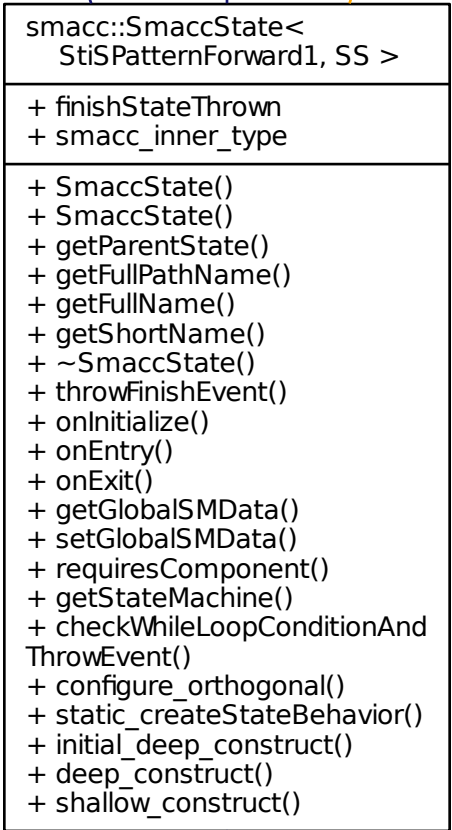 smacc::SmaccState<
StiSPatternForward1, SS >
+ finishStateThrown
+ smacc_inner_type
+ SmaccState()
+ SmaccState()
+ getParentState()
+ getFullPathName()
+ getFullName()
+ getShortName()
+ ~SmaccState()
+ throwFinishEvent()
+ onInitialize()
+ onEntry()
+ onExit()
+ getGlobalSMData()
+ setGlobalSMData()
+ requiresComponent()
+ getStateMachine()
+ checkWhileLoopConditionAnd
ThrowEvent()
+ configure_orthogonal()
+ static_createStateBehavior()
+ initial_deep_construct()
+ deep_construct()
+ shallow_construct()